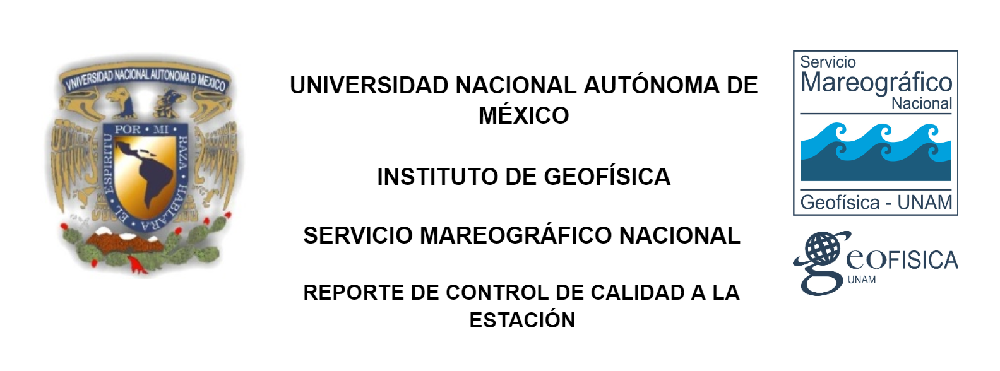 VNIVERSIDAD NACIONAL AUTONOMA Đ MEXICO
POR • MI •
RAZA • HABLARA •
EL • ESPIRITU
UNIVERSIDAD NACIONAL AUTÓNOMA DE
MÉXICO
INSTITUTO DE GEOFÍSICA
SERVICIO MAREOGRÁFICO NACIONAL
REPORTE DE CONTROL DE CALIDAD A LA
ESTACIÓN
Servicio
Mareográfico
Nacional
Geofísica - UNAM
geOFISICA
UNAM